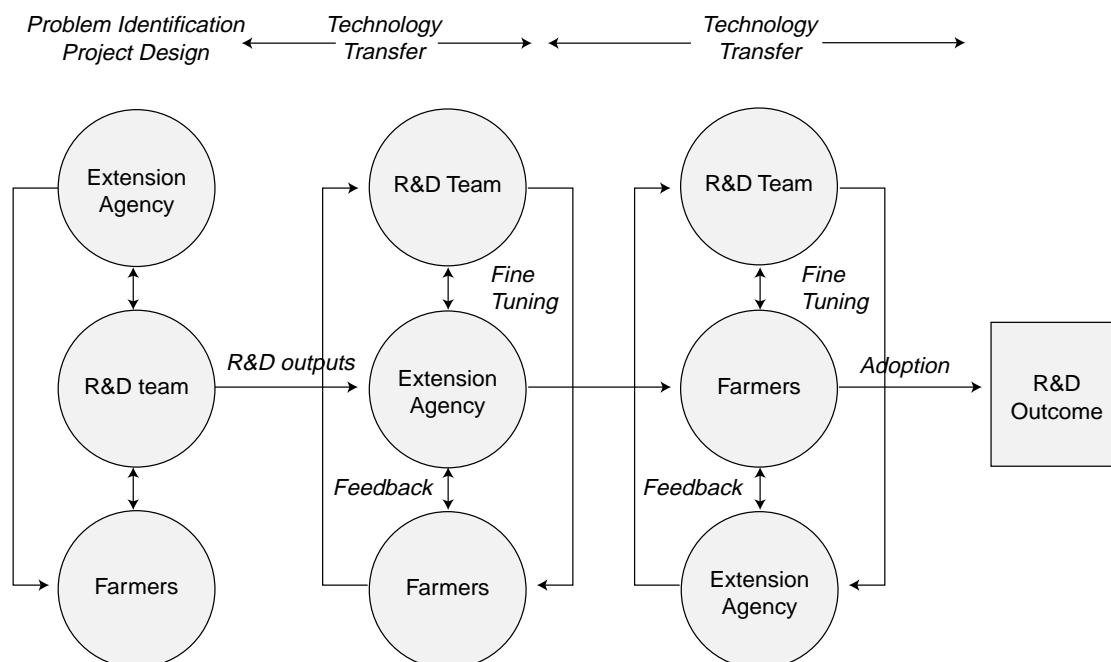 Problem Identification
Project Design
Technology
Transfer
Technology
Transfer
Extension
Agency
R&D Team
R&D Team
Fine
Tuning
Fine
Tuning
R&D team
R&D outputs
Extension
Agency
Farmers
Adoption
R&D
Outcome
Feedback
Feedback
Farmers
Farmers
Extension
Agency